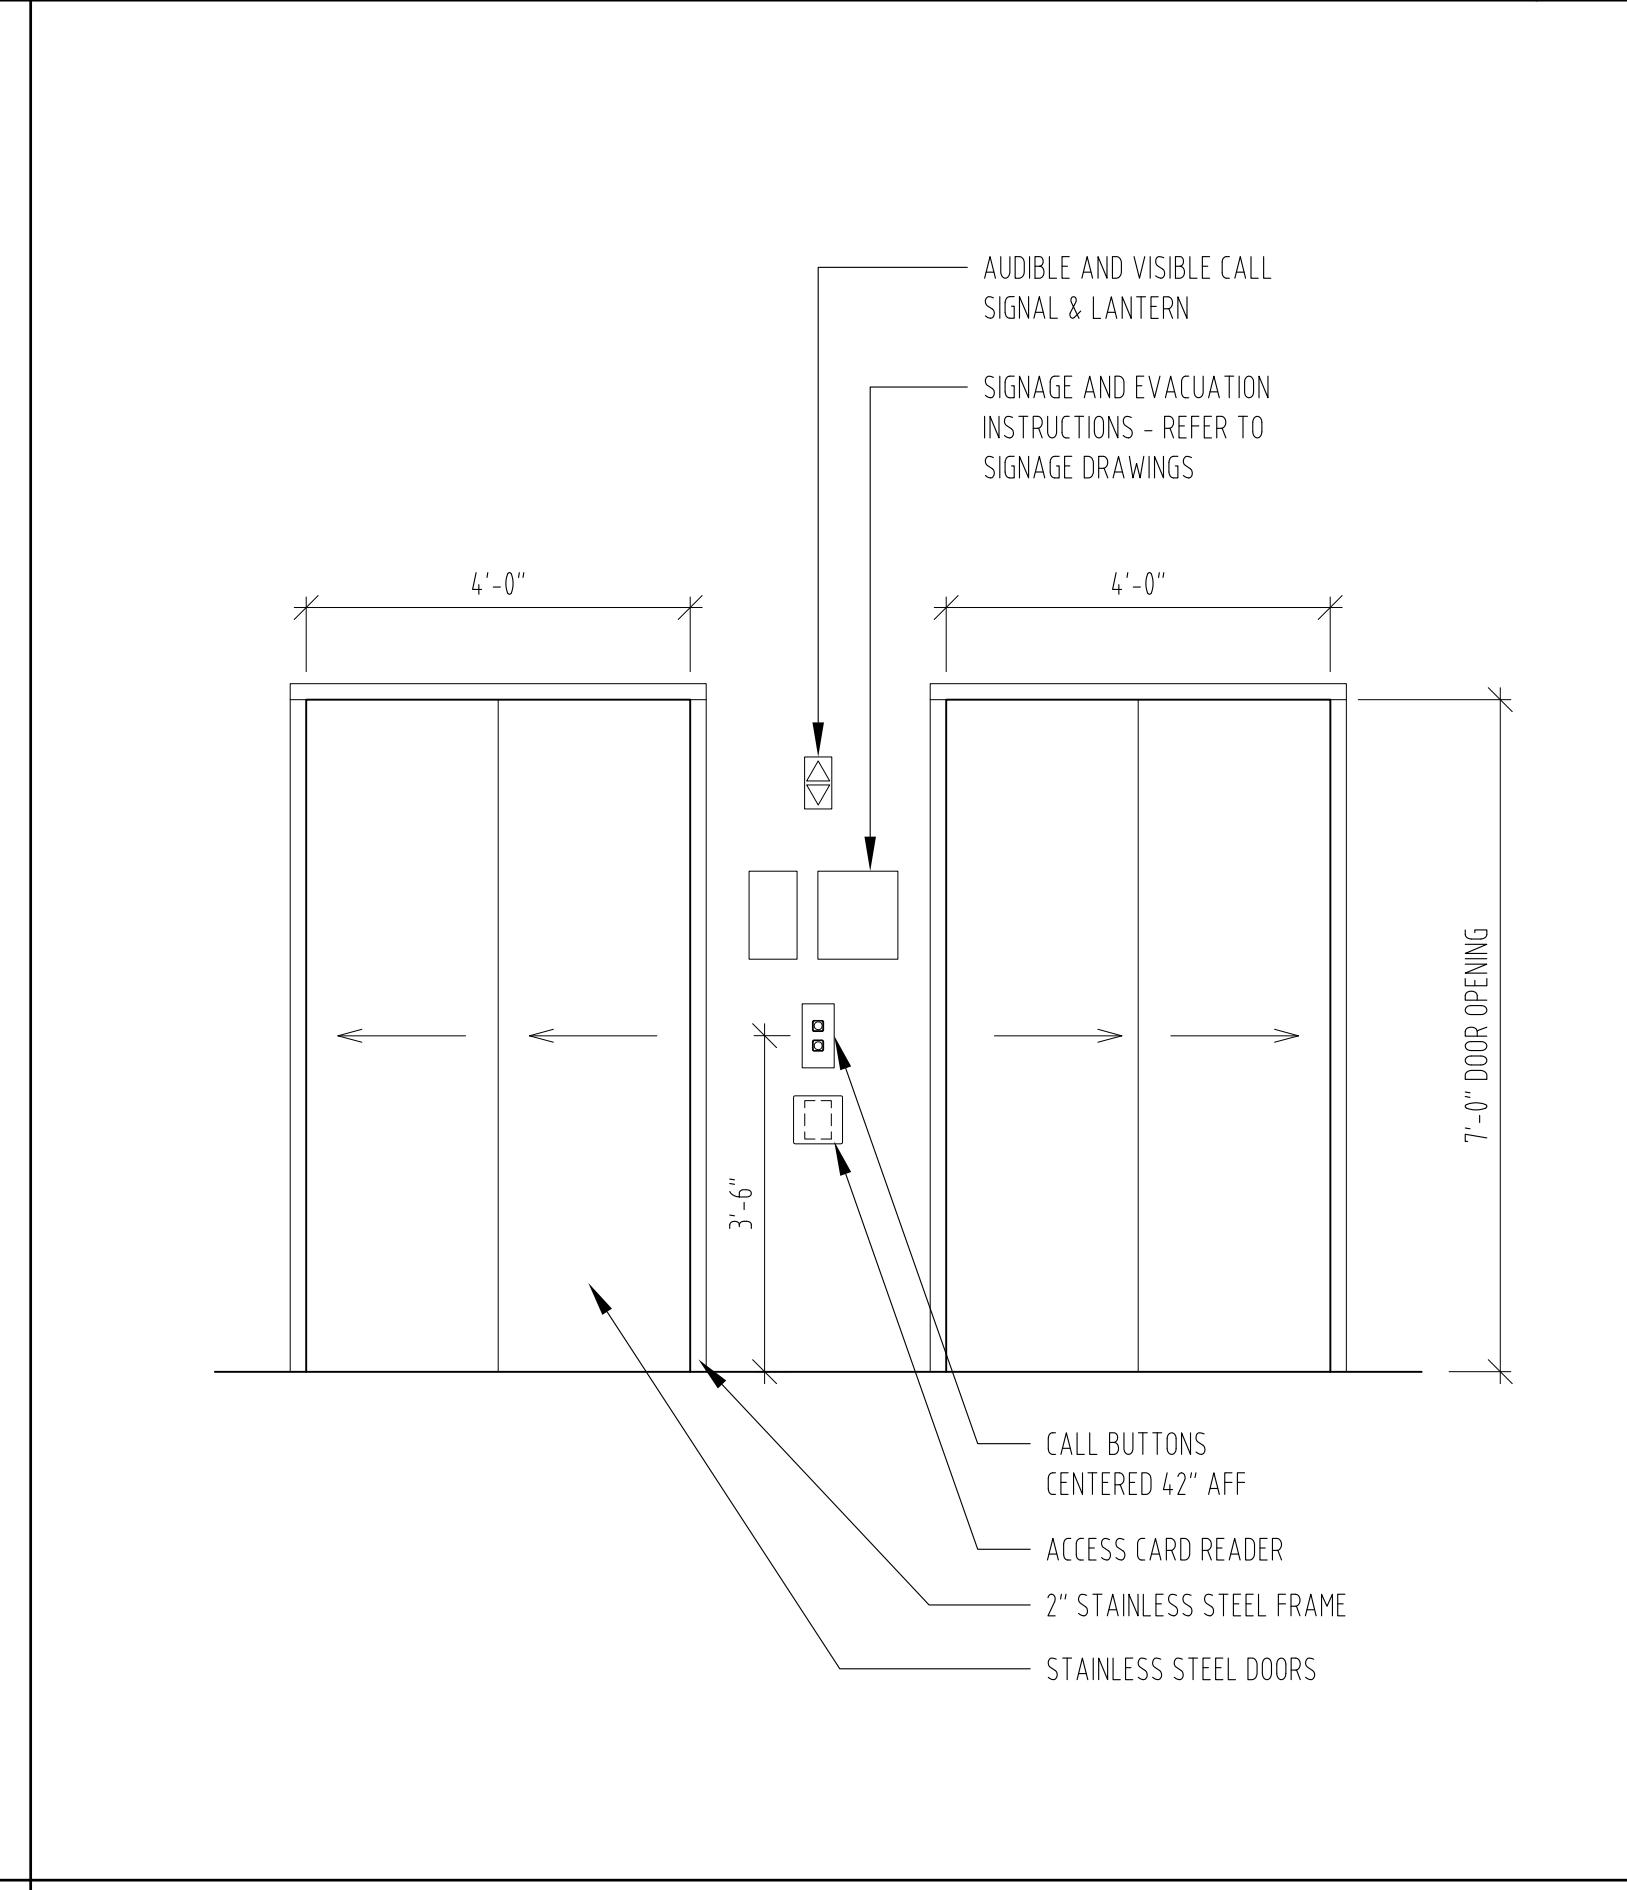 AUDIBLE AND VISIBLE CALL
SIGNAL & LANTERN
SIGNAGE AND EVACUATION
INSTRUCTIONS - REFER TO
SIGNAGE DRAWINGS
4'-0"
4'-0"
7'-0" DOOR OPENING
3'-6"
CALL BUTTONS
CENTERED 42" AFF
ACCESS CARD READER
2" STAINLESS STEEL FRAME
STAINLESS STEEL DOORS